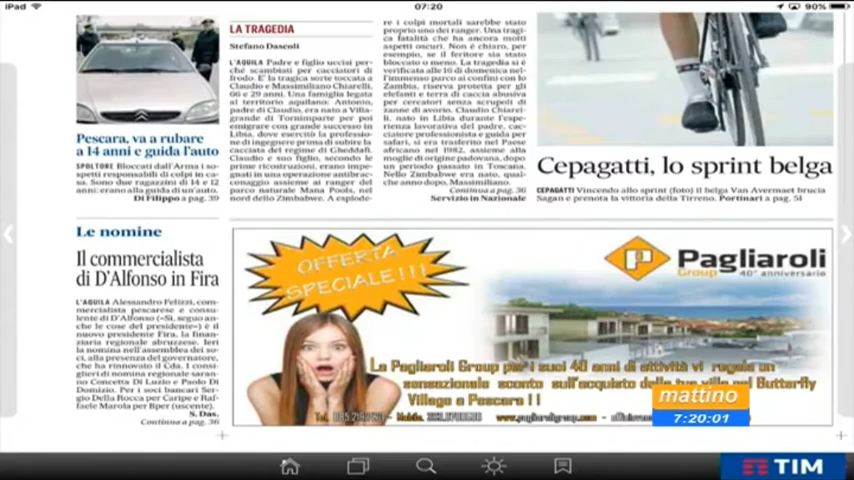 iPad
07:20
90%
Pescara, va a rubare
a 14 anni e guida l'auto
SPOLTORE Bloccati dall'Arma i so-
spetti responsabili di colpi in ca-
sa. Sono due ragazzini di 14 e 12
anni: erano alla guida di un'auto.
Di Filippo a pag. 39
LA TRAGEDIA
Stefano Dascoli
L'AQUILA Padre e figlio uccisi per-
ché scambiati per cacciatori di
frodo. E' la tragica sorte toccata a
Claudio e Massimiliano Chiarelli,
66 e 29 anni. Una famiglia legata
al territorio aquilano: Antonio,
padre di Claudio, era nato a Villa-
grande di Tornimparte per poi
emigrare con grande successo in
Libia, dove esercitò la professio-
ne di ingegnere prima di subire la
cacciata del regime di Gheddafi.
Claudio e suo figlio, secondo le
prime ricostruzioni, erano impe-
gnati in una operazione antibrac-
conaggio assieme ai ranger del
parco naturale Mana Pools, nel
nord dello Zimbabwe. A esplode-
re i colpi mortali sarebbe stato
proprio uno dei ranger. Una tragi-
ca fatalità che ha ancora molti
aspetti oscuri. Non è chiaro, per
esempio, se il feritore sia stato
bloccato o meno. La tragedia si è
verificata alle 16 di domenica nel-
l'immenso parco ai confini con lo
Zambia, riserva protetta per gli
elefanti e terra di caccia abusiva
per cercatori senza scrupoli di
zanne di avorio. Claudio Chiarel-
li, nato in Libia durante l'espe-
rienza lavorativa del padre, cac-
ciatore professionista e guida per
safari, si era trasferito nel Paese
africano nel 1982, assieme alla
moglie di origine padovana, dopo
un periodo passato in Toscana.
Nello Zimbabwe era nato, qual-
che anno dopo, Massimiliano.
Continua a pag. 36
Servizio in Nazionale
Cepagatti, lo sprint belga
CEPAGATTI Vincendo allo sprint (foto) il belga Van Avermaet brucia
Sagan e prenota la vittoria della Tirreno. Portinari a pag. 51
Le nomine
Il commercialista
di D'Alfonso in Fira
L'AQUILA Alessandro Felizzi, com-
mercialista pescarese e consulen-
te di D'Alfonso («Sì, seguo an-
che le cose del presidente») è il
nuovo presidente Fira, la finan-
ziaria regionale abruzzese. Ieri
la nomina nell'assemblea dei so-
ci, alla presenza del governatore,
che ha rinnovato il Cda. I consi-
glieri di nomina regionale saran-
no Concetta Di Luzio e Paolo Di
Domizio. Per i soci bancari Ser-
gio Della Rocca per Caripe e Raf-
faele Marola per Bper (uscente).
S. Das.
Continua a pag. 36
OFFERTA
SPECIALE!!!
P Pagliaroli
Group 40° anniversario
La Pagliaroli Group per i suoi 40 anni di attività vi regala un
sensazionale sconto sull'acquisto della tua villa nel Butterfly
Village a Pescara !!
www.pagliaroligroup.com
mattino
7:20:01
TIM